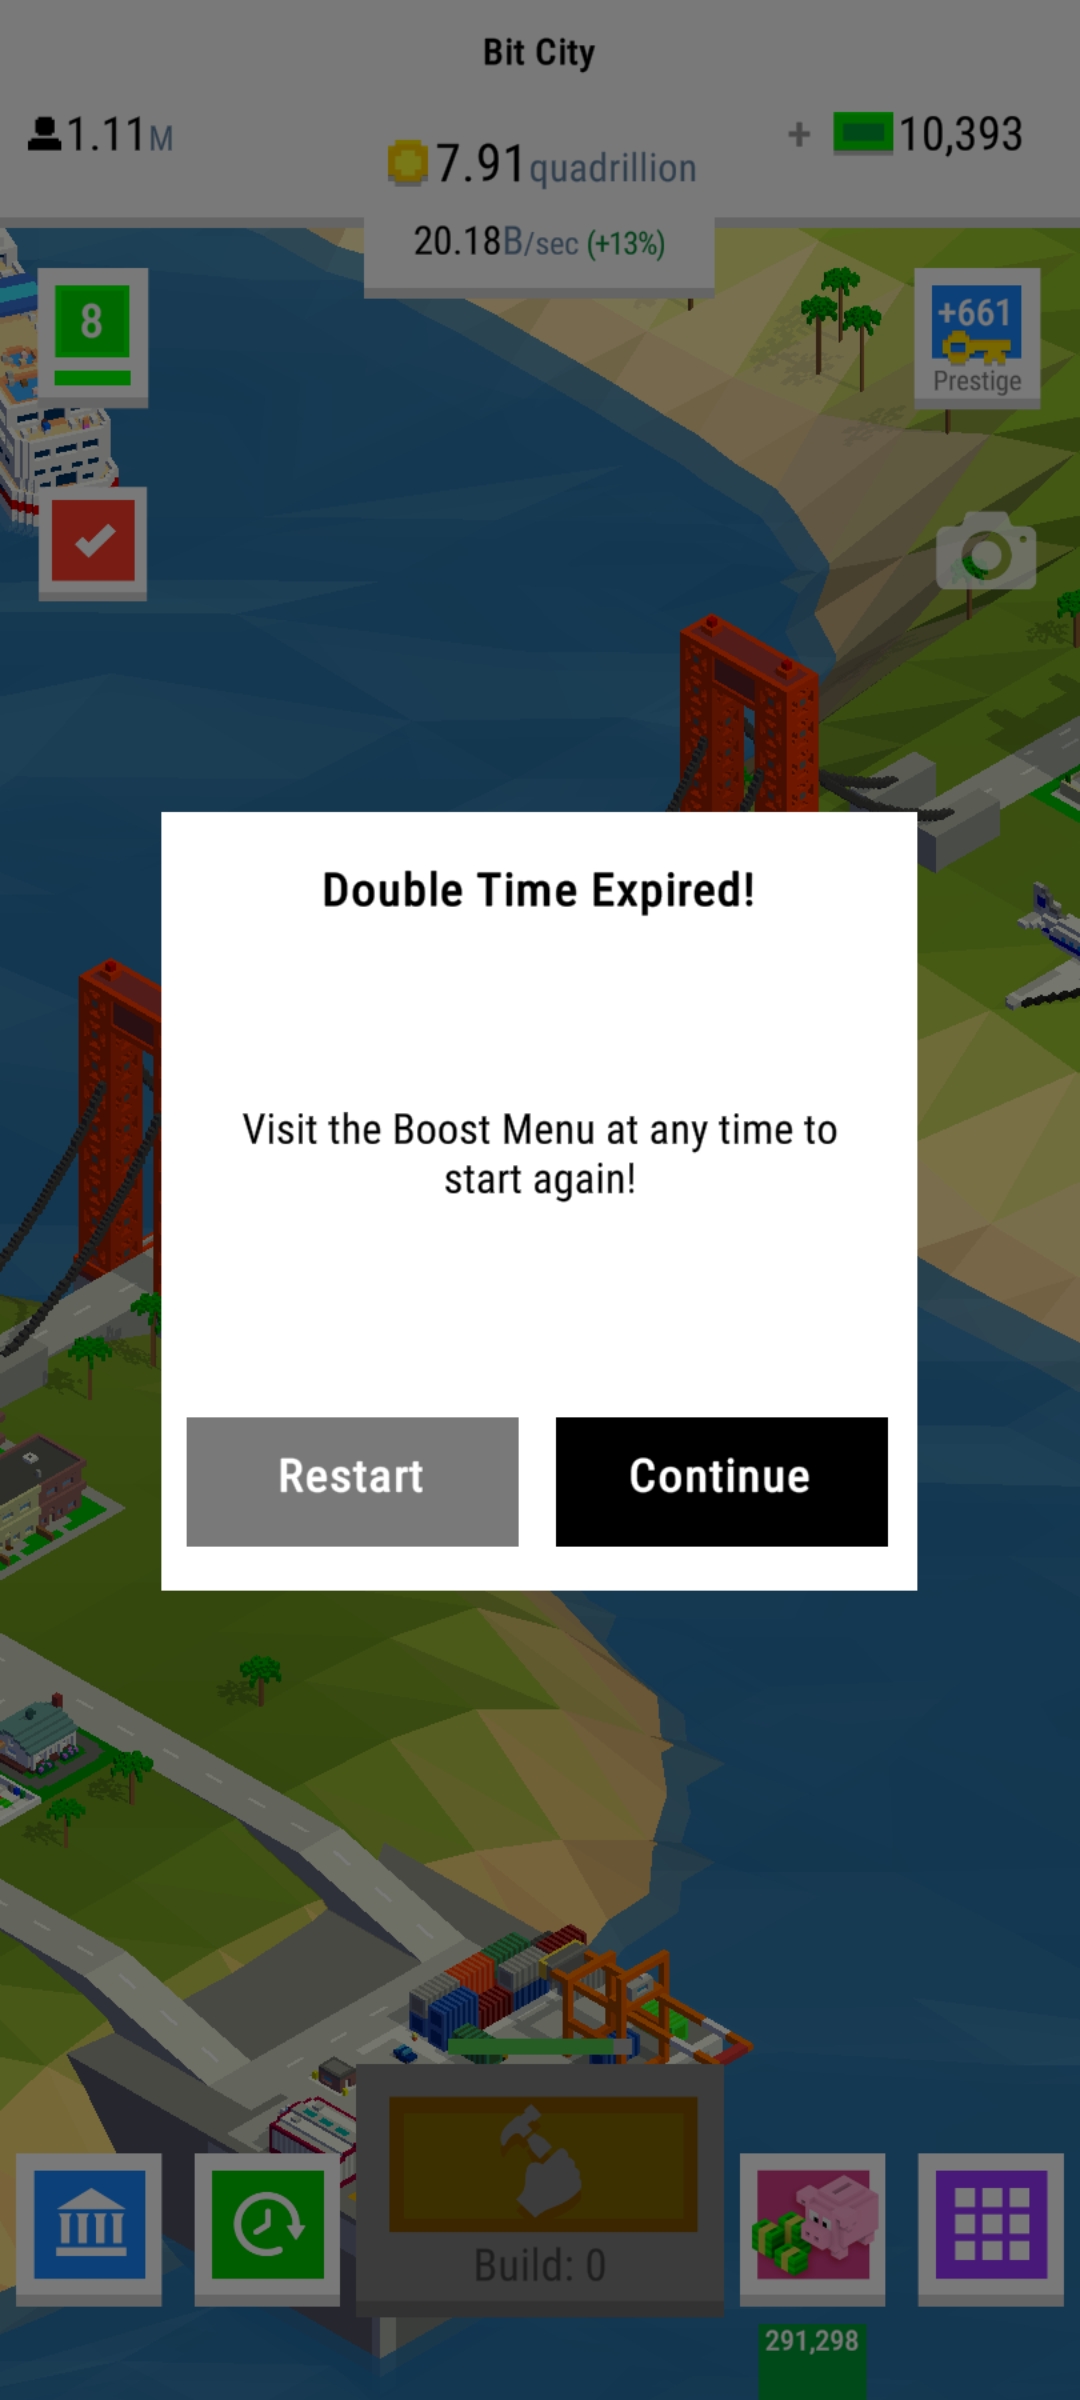 Bit City
1.11M
7.91quadrillion
+ 10,393
20.18B/sec (+13%)
8
+661
Prestige
Double Time Expired!
Visit the Boost Menu at any time to
start again!
Restart
Continue
Build: 0
291,298